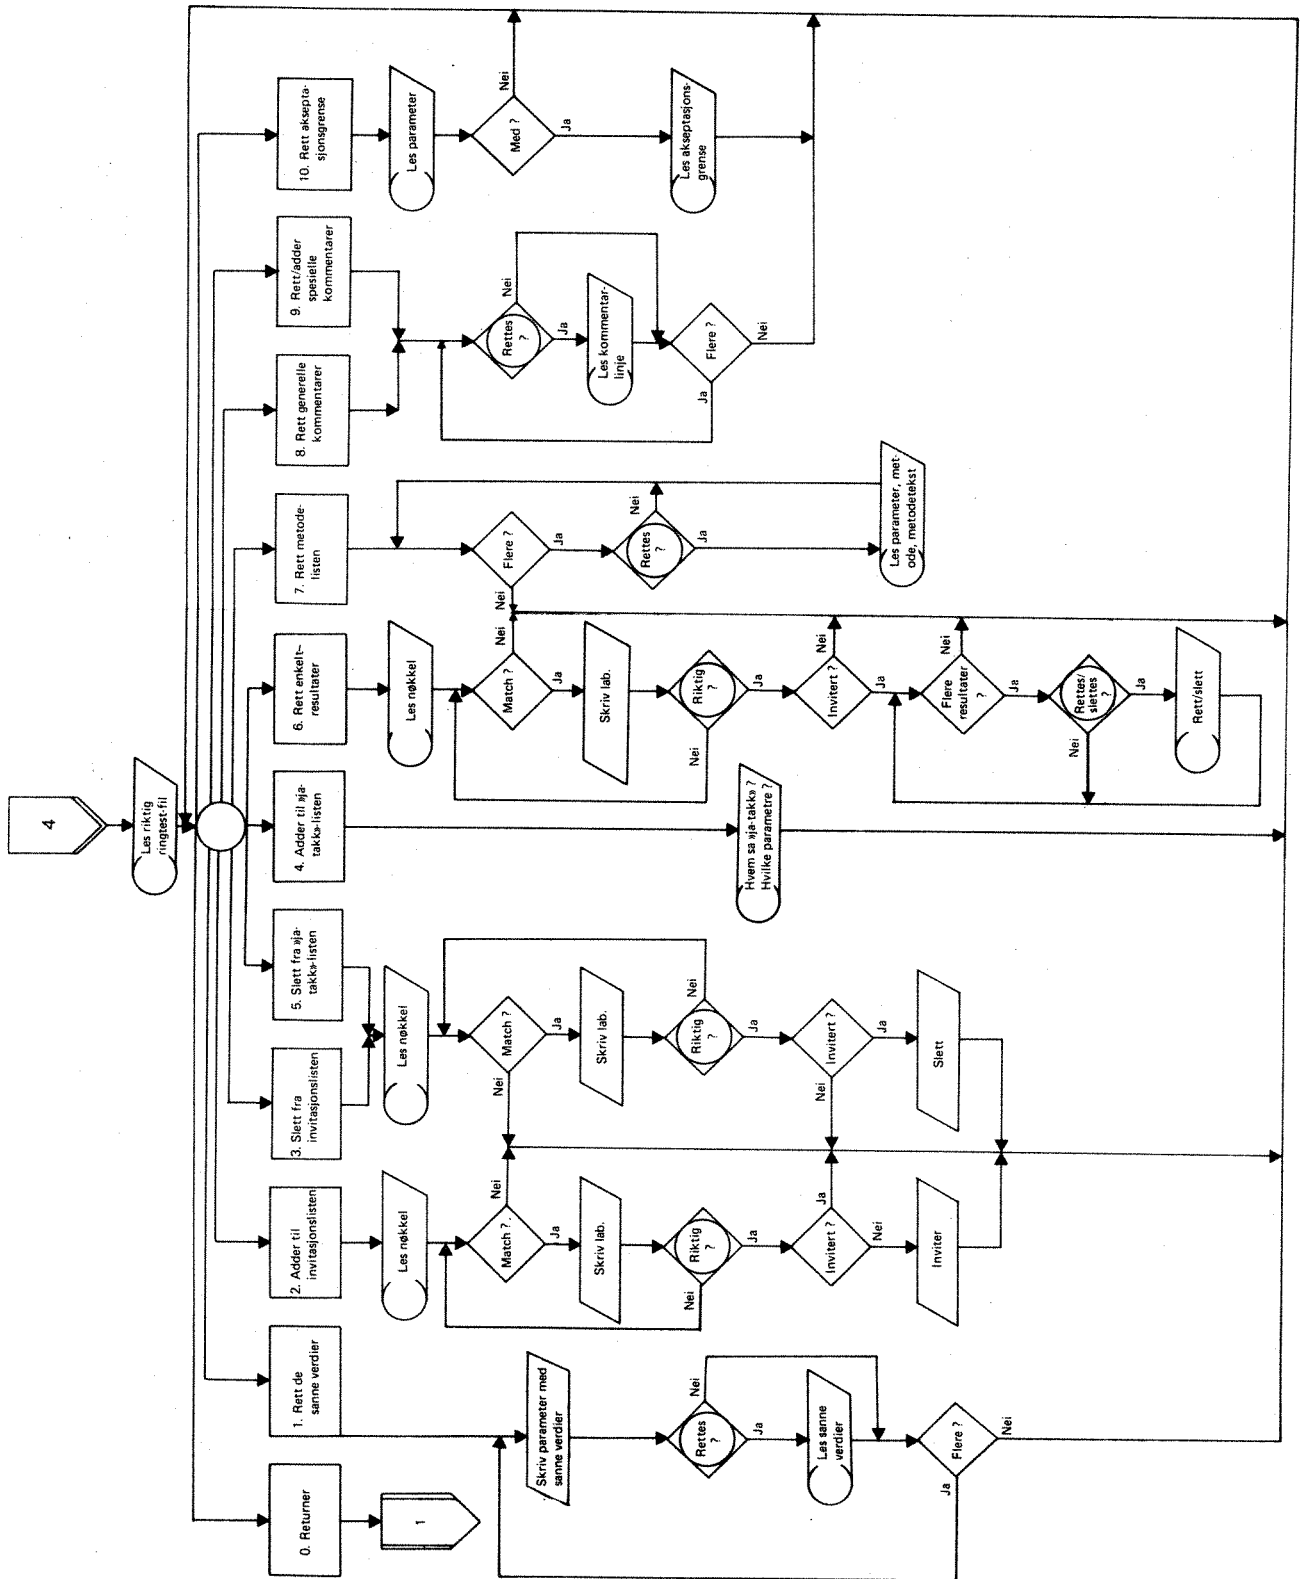 4
Les riktig
ringtest-fil
0. Returner
1
1. Rett de
sanne verdier
Skriv parameter med
sanne verdier
Rettes
?
Nei
Ja
Les sanne
verdier
Flere ?
Ja
Nei
2. Adder til
invitasjonslisten
Les nøkkel
Match ?
Nei
Ja
Skriv lab.
Riktig
?
Nei
Ja
Invitert ?
Ja
Nei
Inviter
3. Slett fra
invitasjonslisten
5. Slett fra »ja-
takk»-listen
Les nøkkel
Match ?
Nei
Ja
Skriv lab.
Riktig
?
Nei
Ja
Invitert ?
Nei
Ja
Slett
4. Adder til »ja-
takk»-listen
Hvem sa »ja-takk» ?
Hvilke parametre ?
6. Rett enkelt-
resultater
Les nøkkel
Match ?
Nei
Ja
Skriv lab.
Riktig
?
Nei
Ja
Invitert ?
Nei
Ja
Flere
resultater
?
Nei
Ja
Rettes/
slettes
?
Nei
Ja
Rett/slett
7. Rett metode-
listen
Flere ?
Nei
Ja
Rettes
?
Nei
Ja
Les parameter, met-
ode, metodetekst
8. Rett generelle
kommentarer
9. Rett/adder
spesielle
kommentarer
Rettes
?
Nei
Ja
Les kommentar-
linje
Flere ?
Ja
Nei
10. Rett aksepta-
sjonsgrense
Les parameter
Med ?
Nei
Ja
Les akseptasjons-
grense